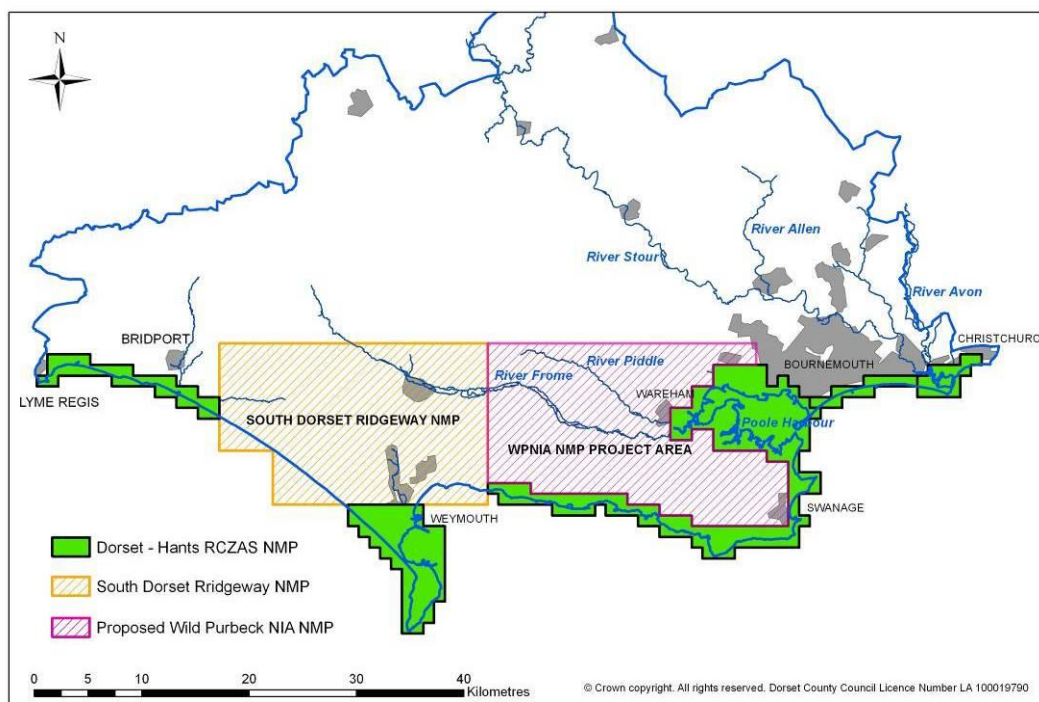 N
River Allen
River Stour
River Avon
BRIDPORT
CHRISTCHURC
BOURNEMOUTH
River Piddle
River Frome
WAREHAM
LYME REGIS
SOUTH DORSET RIDGEWAY NMP
Poole Harbour
WPNIA NMP PROJECT AREA
SWANAGE
WEYMOUTH
Dorset - Hants RCZAS NMP
South Dorset Rridgeway NMP
Proposed Wild Purbeck NIA NMP
0 5 10 20 30 40
Kilometres
© Crown copyright. All rights reserved. Dorset County Council Licence Number LA 100019790